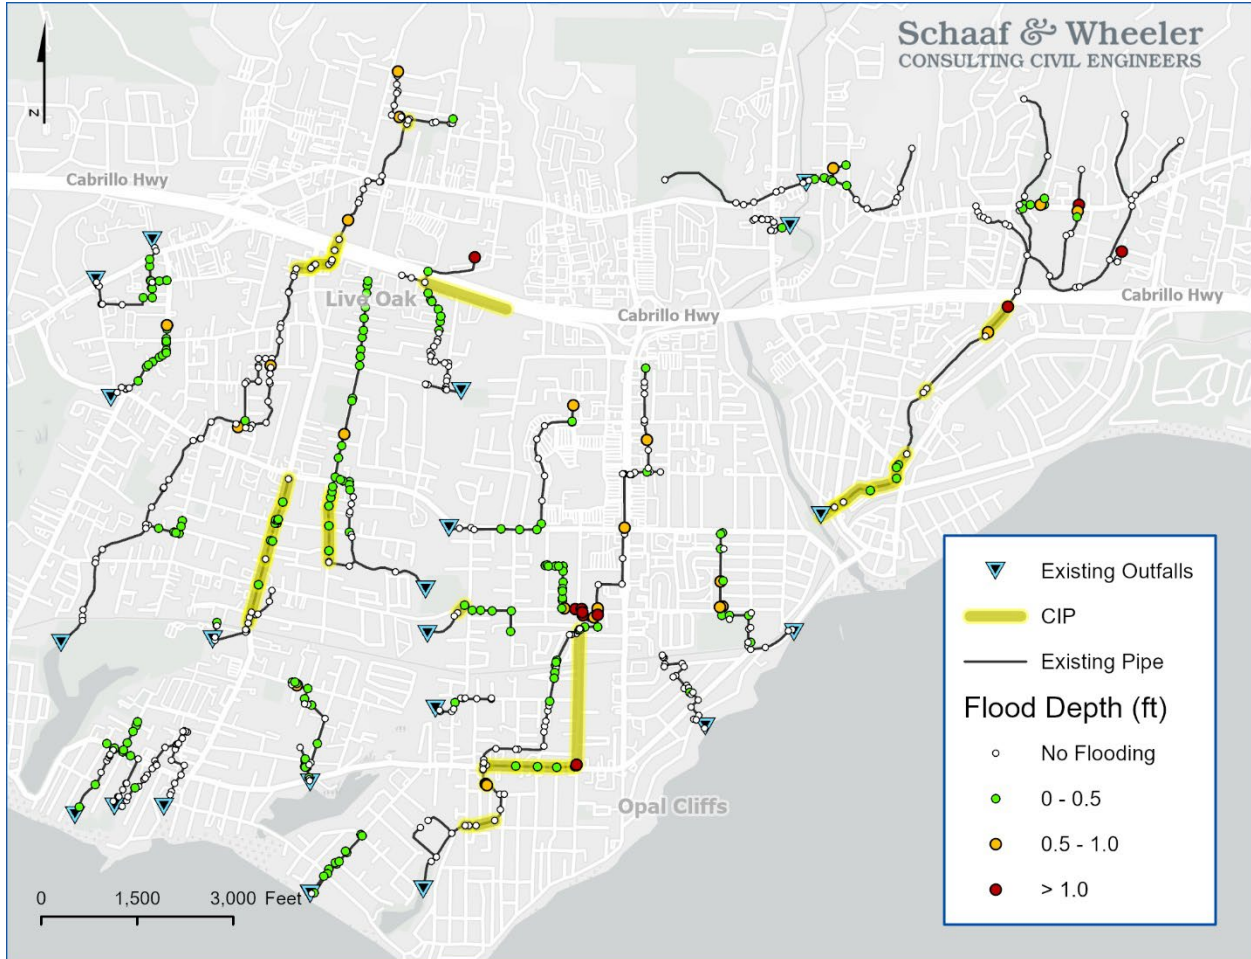 Schaaf & Wheeler
CONSULTING CIVIL ENGINEERS
N
Cabrillo Hwy
Live Oak
Cabrillo Hwy
Cabrillo Hwy
Opal Cliffs
0 1,500 3,000 Feet
Existing Outfalls
CIP
Existing Pipe
Flood Depth (ft)
No Flooding
0 - 0.5
0.5 - 1.0
> 1.0